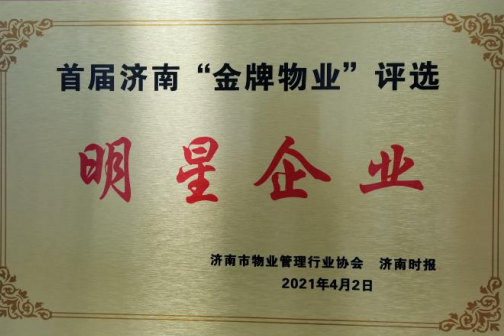 首届济南“金牌物业”评选
明星企业
济南市物业管理行业协会 济南时报
2021年4月2日